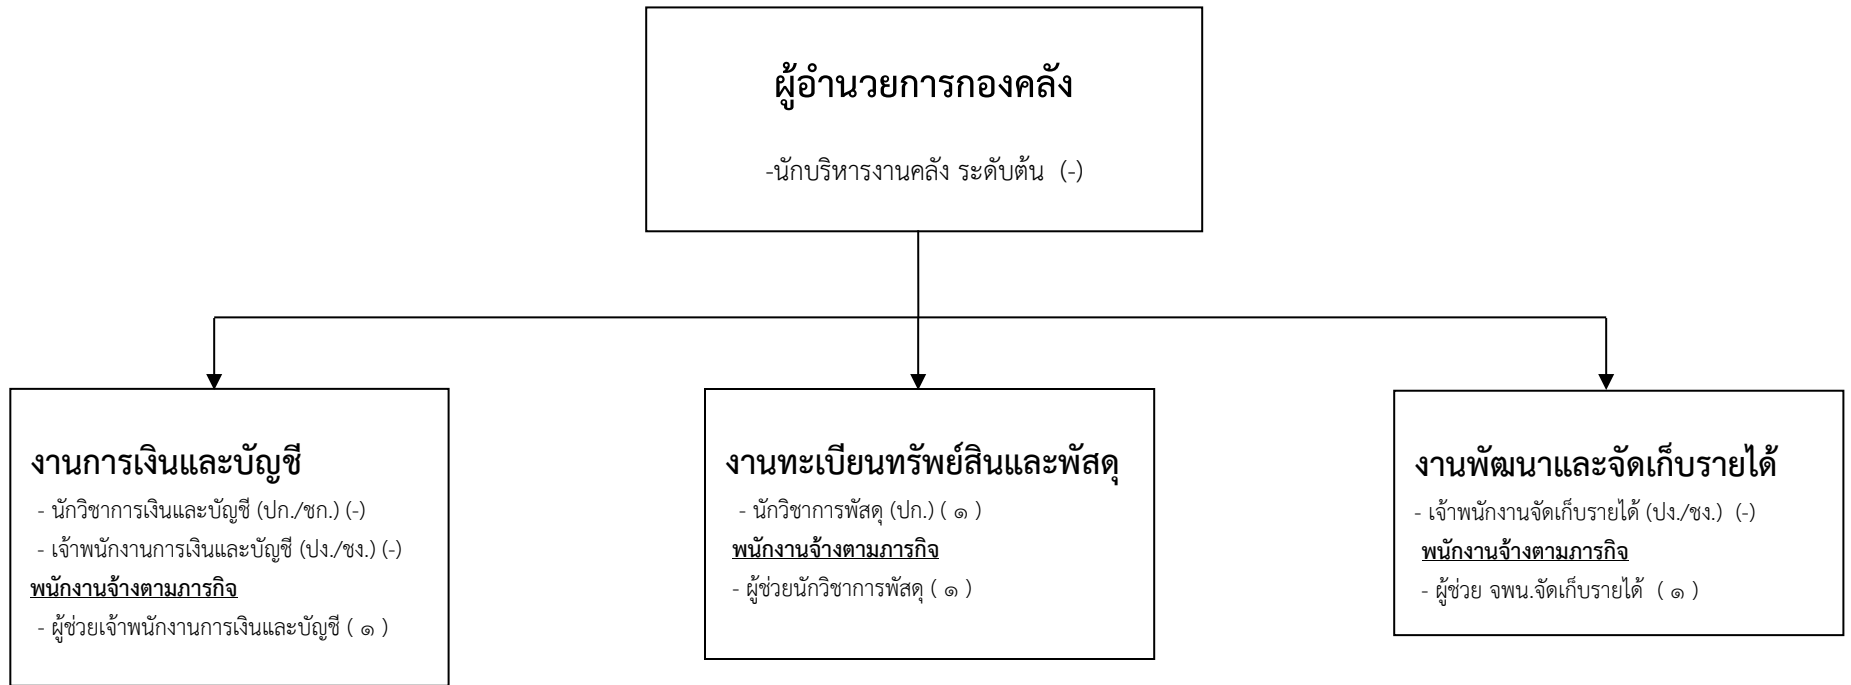 ผู้อำนวยการกองคลัง
-นักบริหารงานคลัง ระดับต้น (-)
งานการเงินและบัญชี
- นักวิชาการเงินและบัญชี (ปก./ชก.) (-)
- เจ้าพนักงานการเงินและบัญชี (ปง./ชง.) (-)
พนักงานจ้างตามภารกิจ
- ผู้ช่วยเจ้าพนักงานการเงินและบัญชี ( ๑ )
งานทะเบียนทรัพย์สินและพัสดุ
- นักวิชาการพัสดุ (ปก.) ( ๑ )
พนักงานจ้างตามภารกิจ
- ผู้ช่วยนักวิชาการพัสดุ ( ๑ )
งานพัฒนาและจัดเก็บรายได้
- เจ้าพนักงานจัดเก็บรายได้ (ปง./ชง.) (-)
พนักงานจ้างตามภารกิจ
- ผู้ช่วย จพน.จัดเก็บรายได้ ( ๑ )